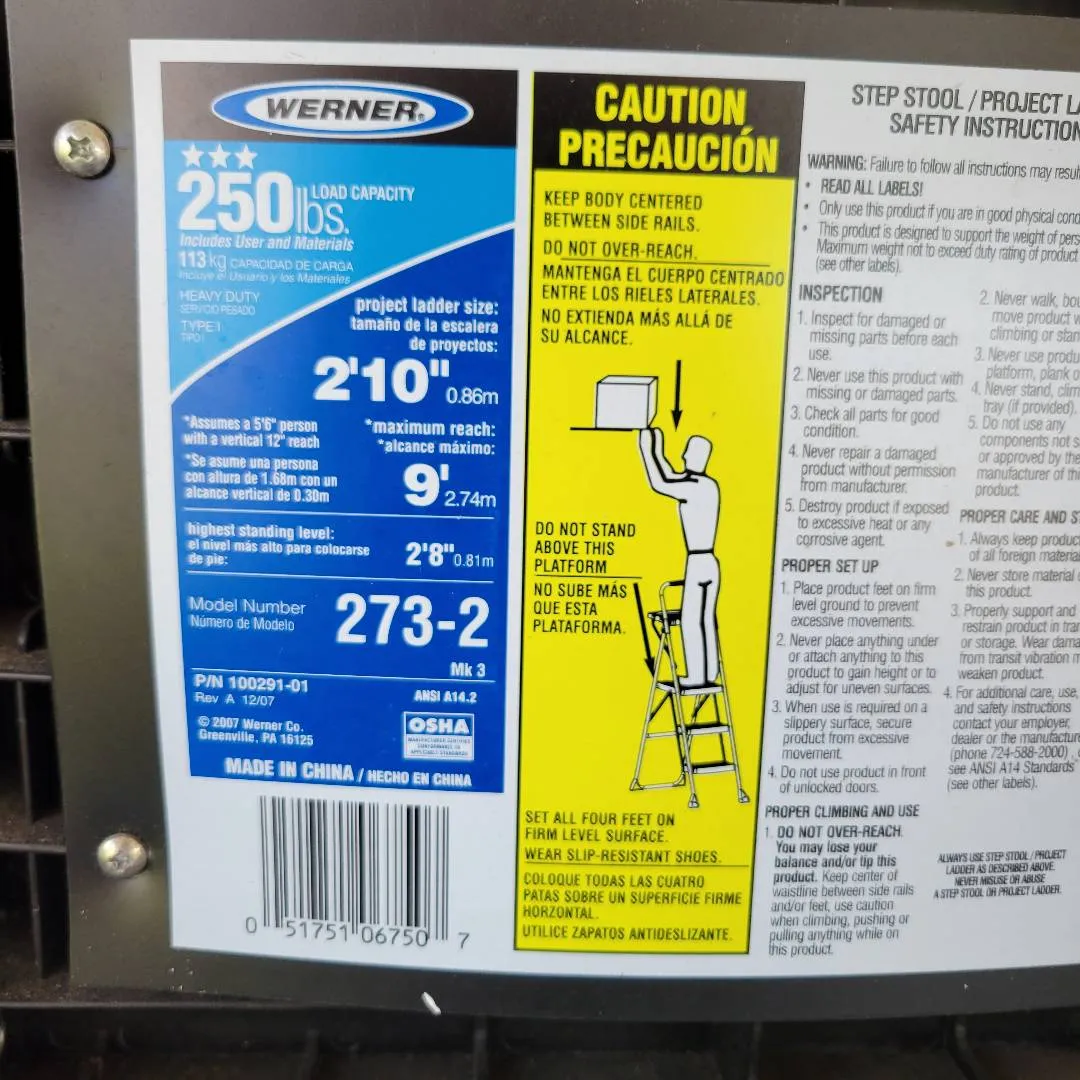 WERNER®
250 lbs. LOAD CAPACITY
Includes User and Materials
113 kg CAPACIDAD DE CARGA
Incluye el Usuario y los Materiales
HEAVY DUTY
SERVICIO PESADO
TYPE I
TIPO I
project ladder size:
tamaño de la escalera
de proyectos:
2'10" 0.86m
*Assumes a 5'6" person
with a vertical 12" reach
*Se asume una persona
con altura de 1.68m con un
alcance vertical de 0.30m
*maximum reach:
*alcance máximo:
9' 2.74m
highest standing level:
el nivel más alto para colocarse
de pie:
2'8" 0.81m
Model Number
Número de Modelo
273-2
Mk 3
P/N 100291-01
Rev A 12/07
ANSI A14.2
© 2007 Werner Co.
Greenville, PA 16125
OSHA
MANUFACTURER CERTIFIES
CONFORMANCE TO
APPLICABLE STANDARDS
MADE IN CHINA / HECHO EN CHINA
0 51751 06750 7
CAUTION
PRECAUCIÓN
KEEP BODY CENTERED
BETWEEN SIDE RAILS.
DO NOT OVER-REACH.
MANTENGA EL CUERPO CENTRADO
ENTRE LOS RIELES LATERALES.
NO EXTIENDA MÁS ALLÁ DE
SU ALCANCE.
DO NOT STAND
ABOVE THIS
PLATFORM
NO SUBE MÁS
QUE ESTA
PLATAFORMA.
SET ALL FOUR FEET ON
FIRM LEVEL SURFACE.
WEAR SLIP-RESISTANT SHOES.
COLOQUE TODAS LAS CUATRO
PATAS SOBRE UN SUPERFICIE FIRME
HORZONTAL.
UTILICE ZAPATOS ANTIDESLIZANTE.
STEP STOOL / PROJECT
SAFETY INSTRUCTION
WARNING: Failure to follow all instructions may
• READ ALL LABELS!
• Only use this product if you are in good physical
• This product is designed to support the weight of
Maximum weight not to exceed duty rating of product
(see other labels).
INSPECTION
1. Inspect for damaged or
missing parts before each
use.
2. Never use this product with
missing or damaged parts.
3. Check all parts for good
condition.
4. Never repair a damaged
product without permission
from manufacturer.
5. Destroy product if exposed
to excessive heat or any
corrosive agent.
PROPER SET UP
1. Place product feet on firm
level ground to prevent
excessive movements.
2. Never place anything under
or attach anything to this
product to gain height or to
adjust for uneven surfaces.
3. When use is required on a
slippery surface, secure
product from excessive
movement.
4. Do not use product in front
of unlocked doors.
PROPER CLIMBING AND USE
1. DO NOT OVER-REACH.
You may lose your
balance and/or tip this
product. Keep center of
waistline between side rails
and/or feet, use caution
when climbing, pushing or
pulling anything while on
this product.
2. Never walk,
move product
climbing or
3. Never use
platform, plank
4. Never stand,
tray (if provided).
5. Do not use any
components not
or approved by the
manufacturer of
product.
PROPER CARE AND
1. Always keep
of all foreign
2. Never store material
this product.
3. Properly support and
restrain product in
or storage. Wear
from transit vibration
weaken product.
4. For additional care, use,
and safety instructions
contact your employer,
dealer or the
(phone 724-588-2000)
see ANSI A14 Standards
(see other labels).
ALWAYS USE STEP STOOL / PROJECT
LADDER AS DESCRIBED ABOVE.
NEVER MISUSE OR ABUSE
A STEP STOOL OR PROJECT LADDER.